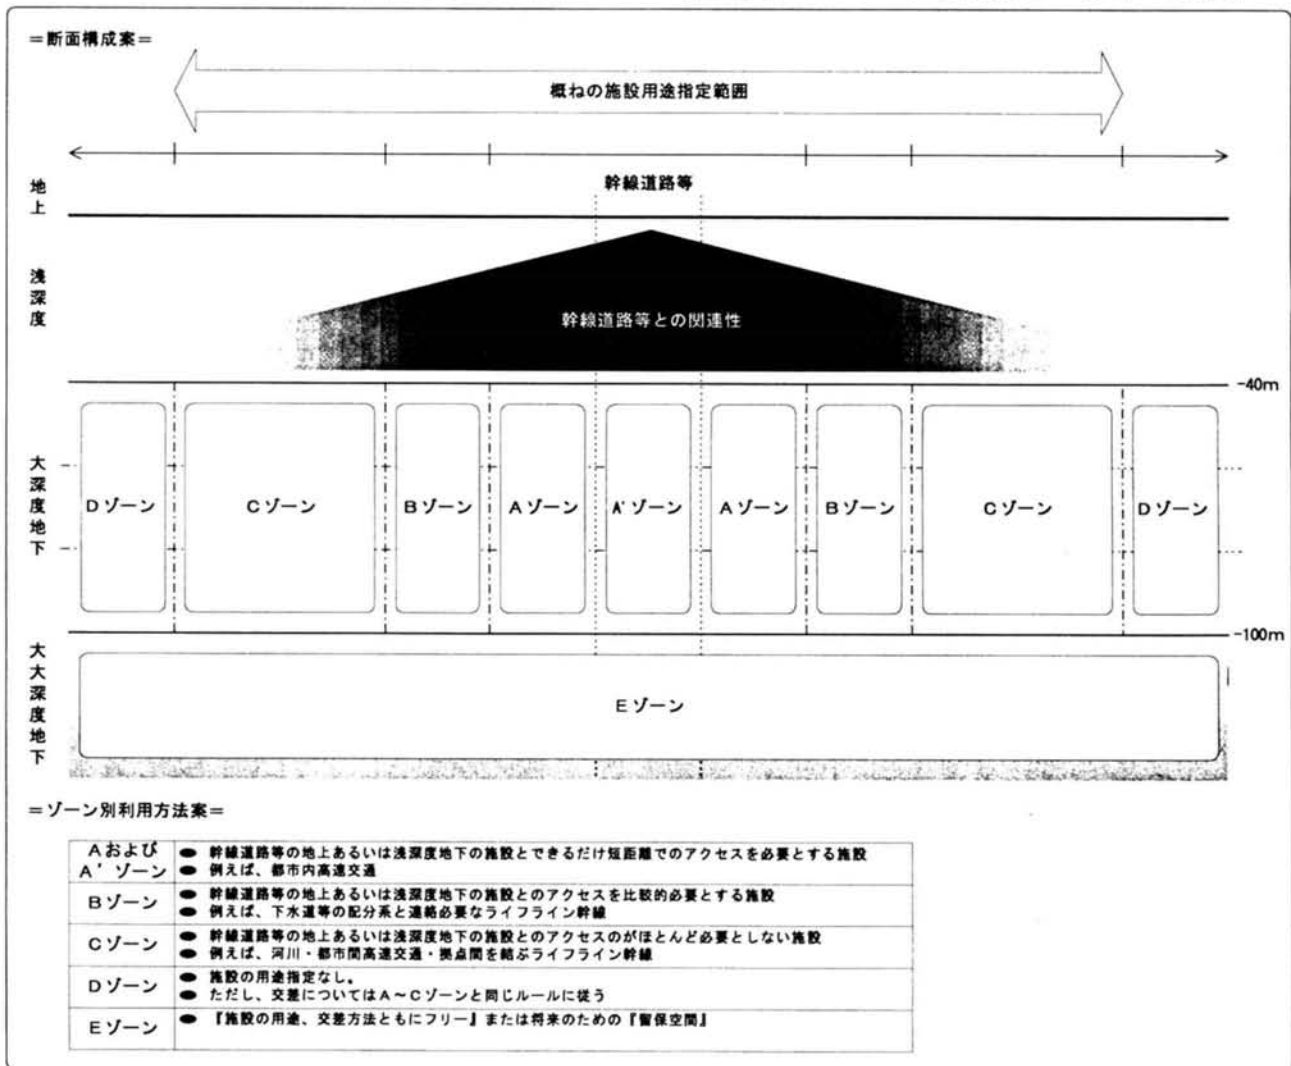 ＝断面構成案＝
概ねの施設用途指定範囲
幹線道路等
地上
浅深度
幹線道路等との関連性
-40m
大深度地下
Dゾーン
Cゾーン
Bゾーン
Aゾーン
A'ゾーン
Aゾーン
Bゾーン
Cゾーン
Dゾーン
-100m
大大深度地下
Eゾーン
＝ゾーン別利用方法案＝
Aおよび
A'ゾーン
● 幹線道路等の地上あるいは浅深度地下の施設とできるだけ短距離でのアクセスを必要とする施設
● 例えば、都市内高速交通
Bゾーン
● 幹線道路等の地上あるいは浅深度地下の施設とのアクセスを比較的必要とする施設
● 例えば、下水道等の配分系と連絡必要なライフライン幹線
Cゾーン
● 幹線道路等の地上あるいは浅深度地下の施設とのアクセスのがほとんど必要としない施設
● 例えば、河川・都市間高速交通・拠点間を結ぶライフライン幹線
Dゾーン
● 施設の用途指定なし。
● ただし、交差についてはA～Cゾーンと同じルールに従う
Eゾーン
● 『施設の用途、交差方法ともにフリー』または将来のための『留保空間』